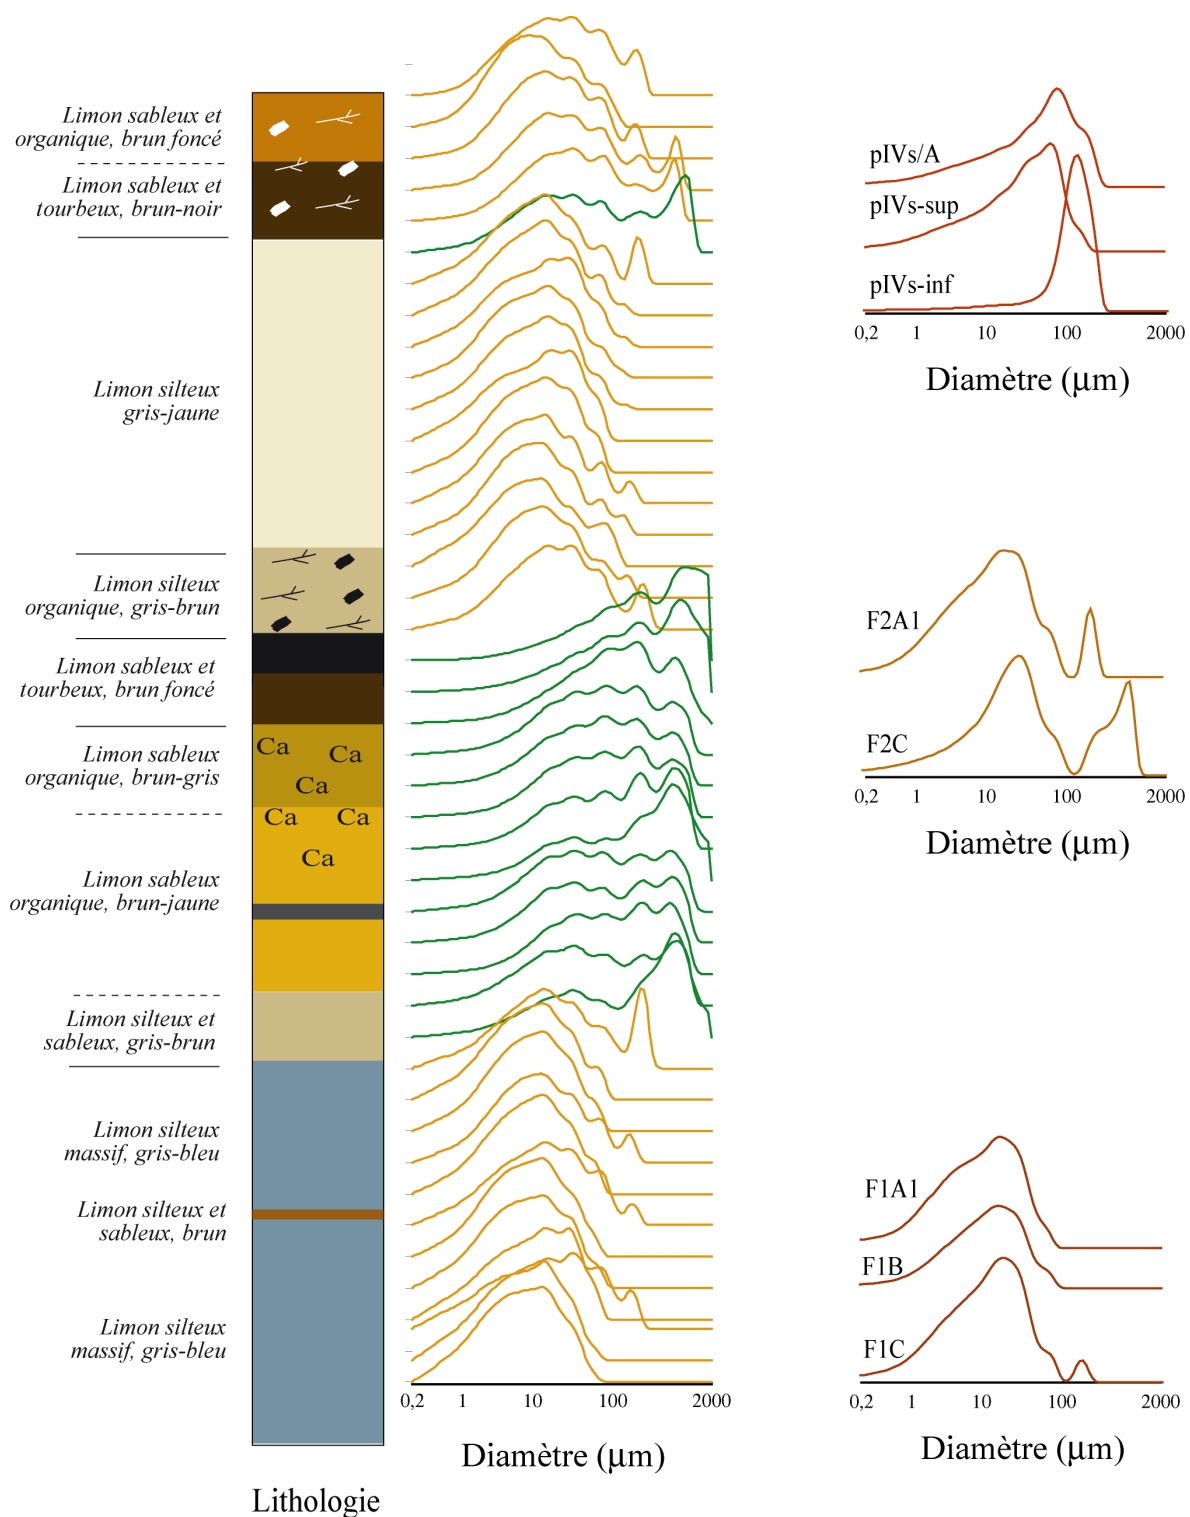 Limon sableux et
organique, brun foncé
Limon sableux et
tourbeux, brun-noir
Limon silteux
gris-jaune
Limon silteux
organique, gris-brun
Limon sableux et
tourbeux, brun foncé
Limon sableux
organique, brun-gris
Limon sableux
organique, brun-jaune
Limon silteux et
sableux, gris-brun
Limon silteux
massif, gris-bleu
Limon silteux et
sableux, brun
Limon silteux
massif, gris-bleu
Ca
Ca
Ca
Ca
Ca
Ca
Lithologie
0,2 1 10 100 2000
Diamètre (μm)
pIVs/A
pIVs-sup
pIVs-inf
0,2 1 10 100 2000
Diamètre (μm)
F2A1
F2C
0,2 1 10 100 2000
Diamètre (μm)
F1A1
F1B
F1C
0,2 1 10 100 2000
Diamètre (μm)